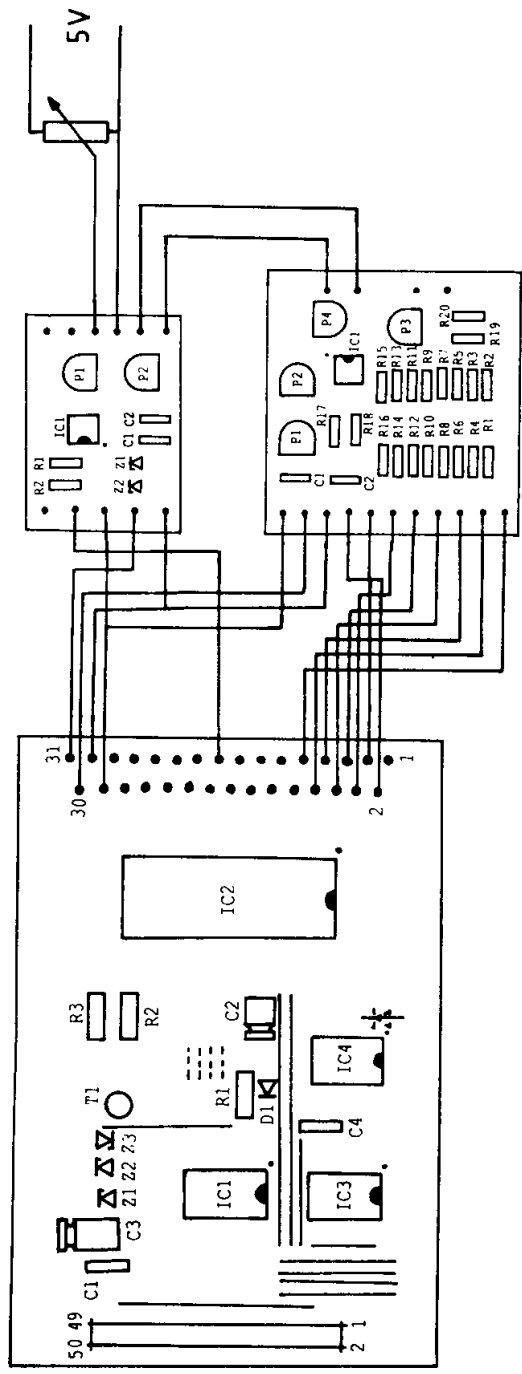 5V
P1
P2
IC1
C1 C2
R2 R1
Z2 Z1
P4
P3
P2
P1
IC1
R17
R18
C1
C2
R20
R19
R15
R13
R11
R9
R7
R5
R3
R2
R16
R14
R12
R10
R8
R6
R4
R1
31
30
1
2
IC2
R3
R2
C2
T1
R1
D1
IC4
C4
IC3
IC1
Z1 Z2 Z3
C3
C1
50 49
2 1